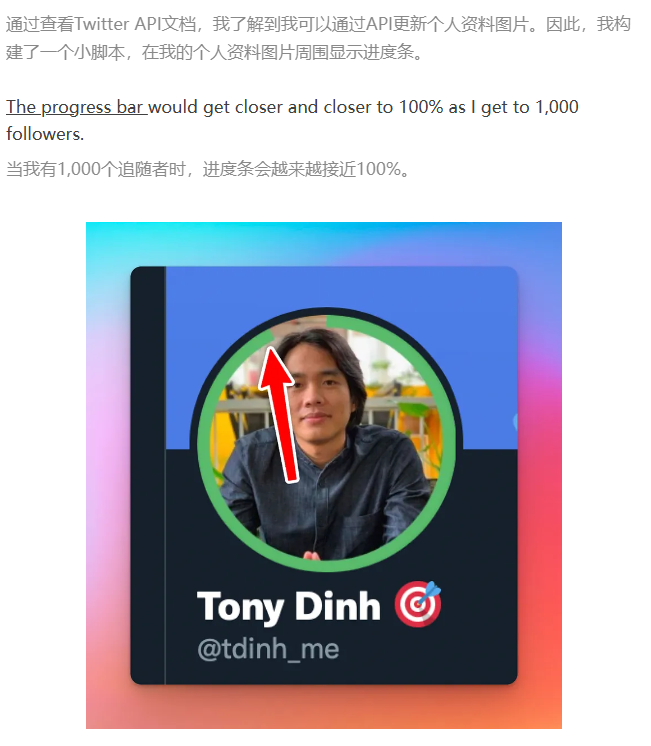 通过查看Twitter API文档，我了解到我可以通过API更新个人资料图片。因此，我构
建了一个小脚本，在我的个人资料图片周围显示进度条。
The progress bar would get closer and closer to 100% as I get to 1,000
followers.
当我有1,000个追随者时，进度条会越来越接近100%。
Tony Dinh 🎯
@tdinh_me